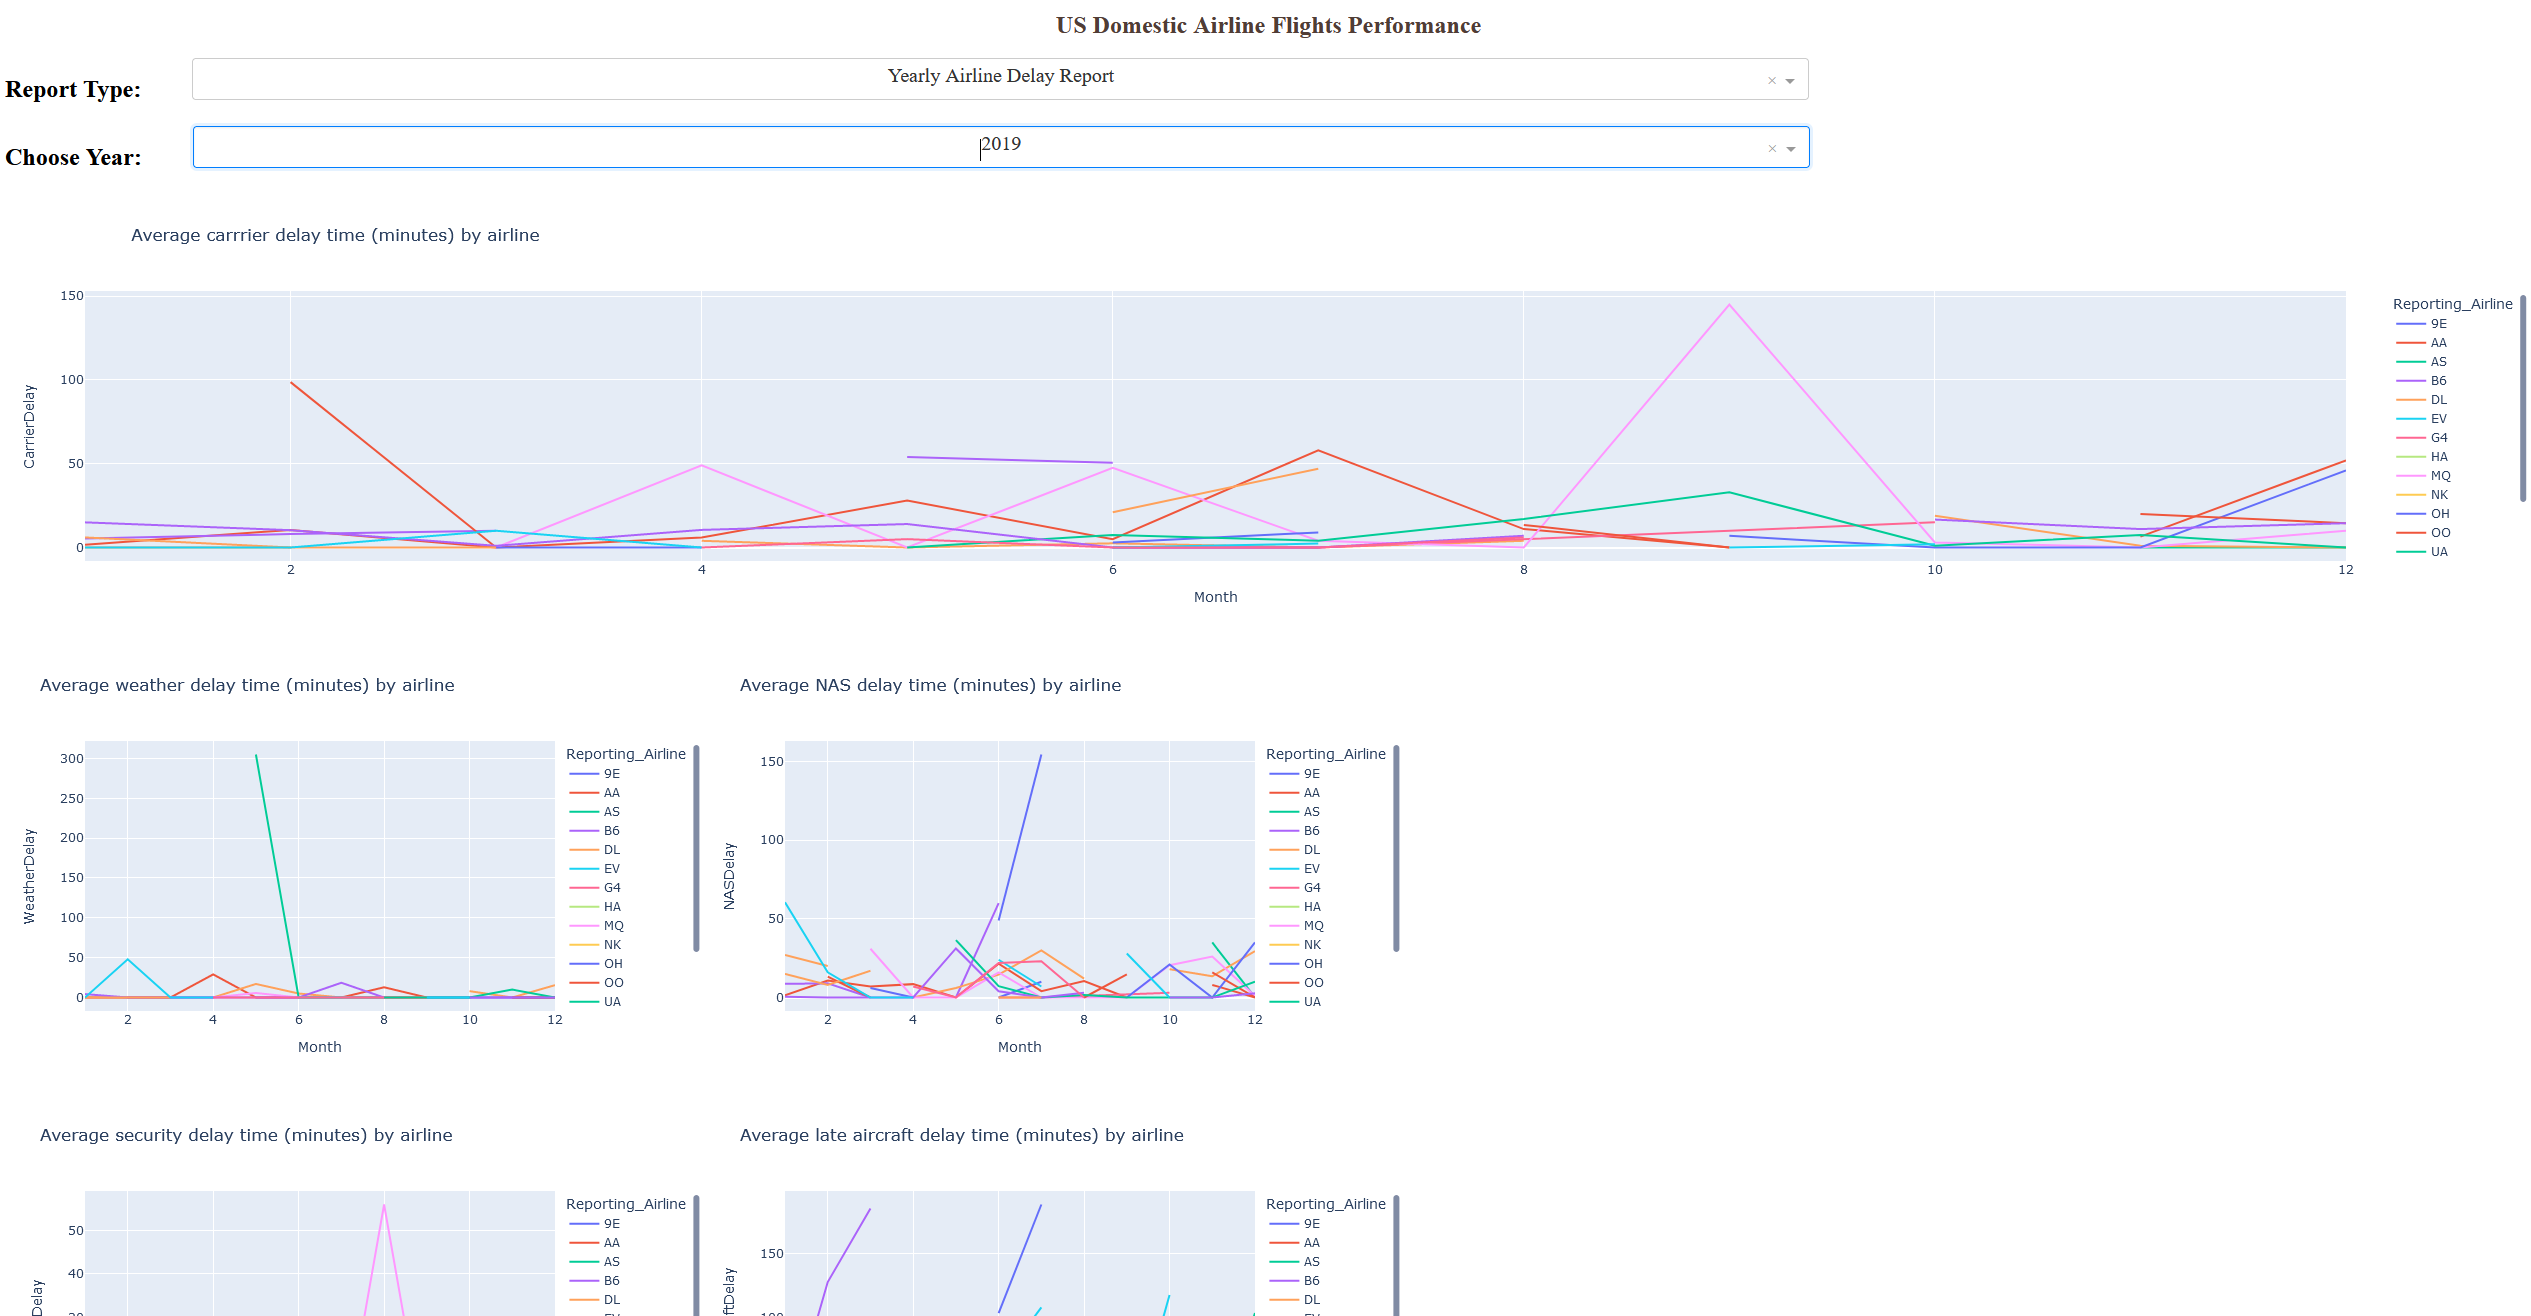 US Domestic Airline Flights Performance
Report Type:
Yearly Airline Delay Report
× 
Choose Year:
2019
×
Average carrrier delay time (minutes) by airline
CarrierDelay
150
100
50
0
2 4 6 8 10 12
Month
Reporting_Airline
9E
AA
AS
B6
DL
EV
G4
HA
MQ
NK
OH
OO
UA
Average weather delay time (minutes) by airline
WeatherDelay
300
250
200
150
100
50
0
2 4 6 8 10 12
Month
Reporting_Airline
9E
AA
AS
B6
DL
EV
G4
HA
MQ
NK
OH
OO
UA
Average NAS delay time (minutes) by airline
NASDelay
150
100
50
0
2 4 6 8 10 12
Month
Reporting_Airline
9E
AA
AS
B6
DL
EV
G4
HA
MQ
NK
OH
OO
UA
Average security delay time (minutes) by airline
Delay
50
40
Reporting_Airline
9E
AA
AS
B6
DL
Average late aircraft delay time (minutes) by airline
ftDelay
150
Reporting_Airline
9E
AA
AS
B6
DL